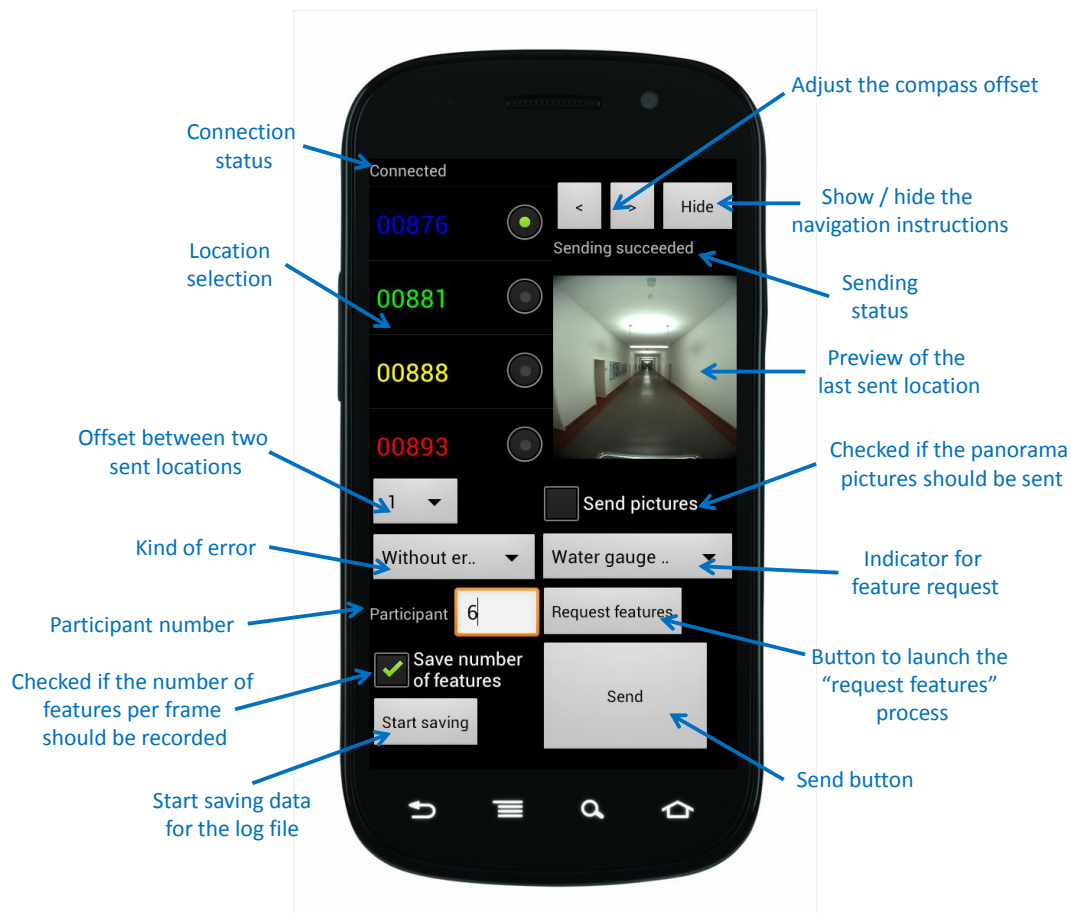 Adjust the compass offset
Connection
status
Connected
< > Hide
Show / hide the
navigation instructions
00876
Sending succeeded
Location
selection
Sending
status
00881
Preview of the
last sent location
00888
Offset between two
sent locations
00893
Checked if the panorama
pictures should be sent
1
Send pictures
Kind of error
Without er..
Water gauge ..
Indicator for
feature request
Participant number
Participant 6
Request features
Button to launch the
“request features”
process
Checked if the number of
features per frame
should be recorded
Save number
of features
Send
Start saving
Send button
Start saving data
for the log file